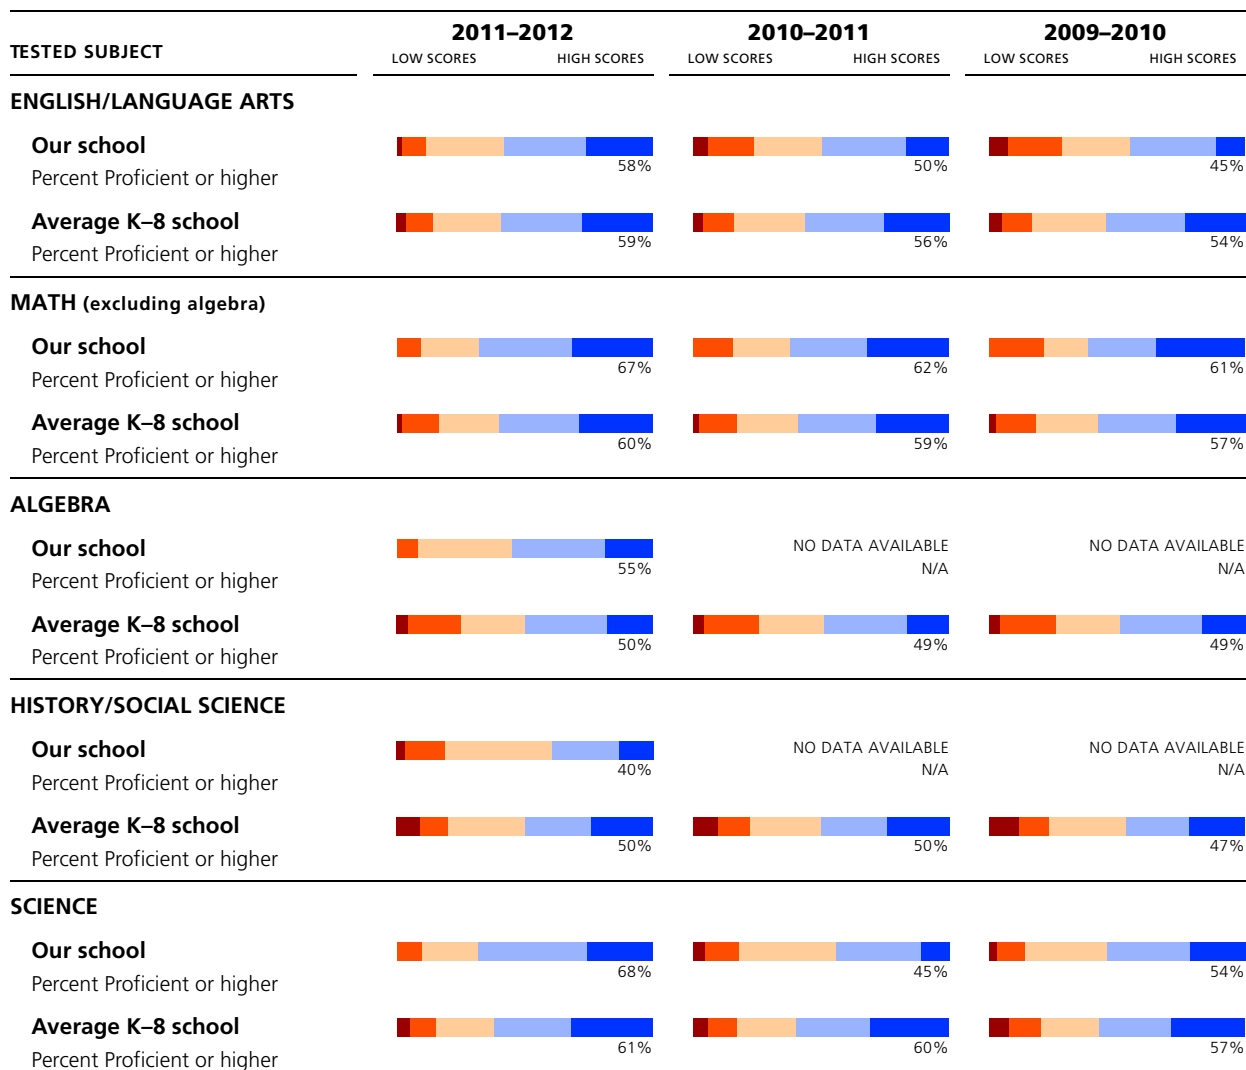 TESTED SUBJECT 2011–2012 2010–2011 2009–2010
LOW SCORES HIGH SCORES LOW SCORES HIGH SCORES LOW SCORES HIGH SCORES
ENGLISH/LANGUAGE ARTS
Our school
58% 50% 45%
Percent Proficient or higher
Average K–8 school
59% 56% 54%
Percent Proficient or higher
MATH (excluding algebra)
Our school
67% 62% 61%
Percent Proficient or higher
Average K–8 school
60% 59% 57%
Percent Proficient or higher
ALGEBRA
Our school NO DATA AVAILABLE NO DATA AVAILABLE
55% N/A N/A
Percent Proficient or higher
Average K–8 school
50% 49% 49%
Percent Proficient or higher
HISTORY/SOCIAL SCIENCE
Our school NO DATA AVAILABLE NO DATA AVAILABLE
40% N/A N/A
Percent Proficient or higher
Average K–8 school
50% 50% 47%
Percent Proficient or higher
SCIENCE
Our school
68% 45% 54%
Percent Proficient or higher
Average K–8 school
61% 60% 57%
Percent Proficient or higher